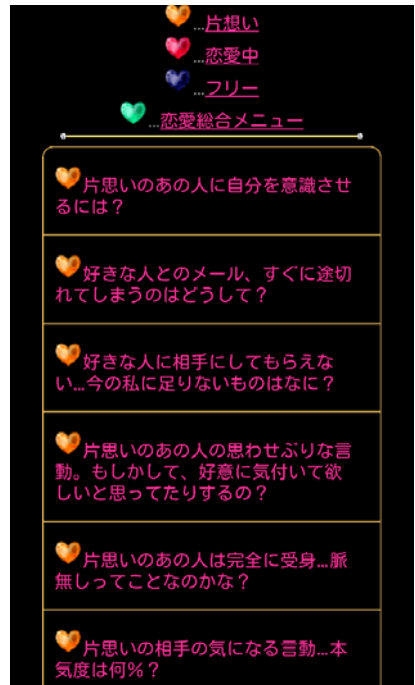 …片想い
…恋愛中
…フリー
…恋愛総合メニュー
片思いのあの人に自分を意識させ
るには？
好きな人とのメール、すぐに途切
れてしまうのはどうして？
好きな人に相手にしてもらえな
い…今の私に足りないものはなに？
片思いのあの人の思わせぶりな言
動。もしかして、好意に気付いて欲
しいと思ってたりするの？
片思いのあの人は完全に受身…脈
無しってことなのかな？
片思いの相手の気になる言動…本
気度は何％？